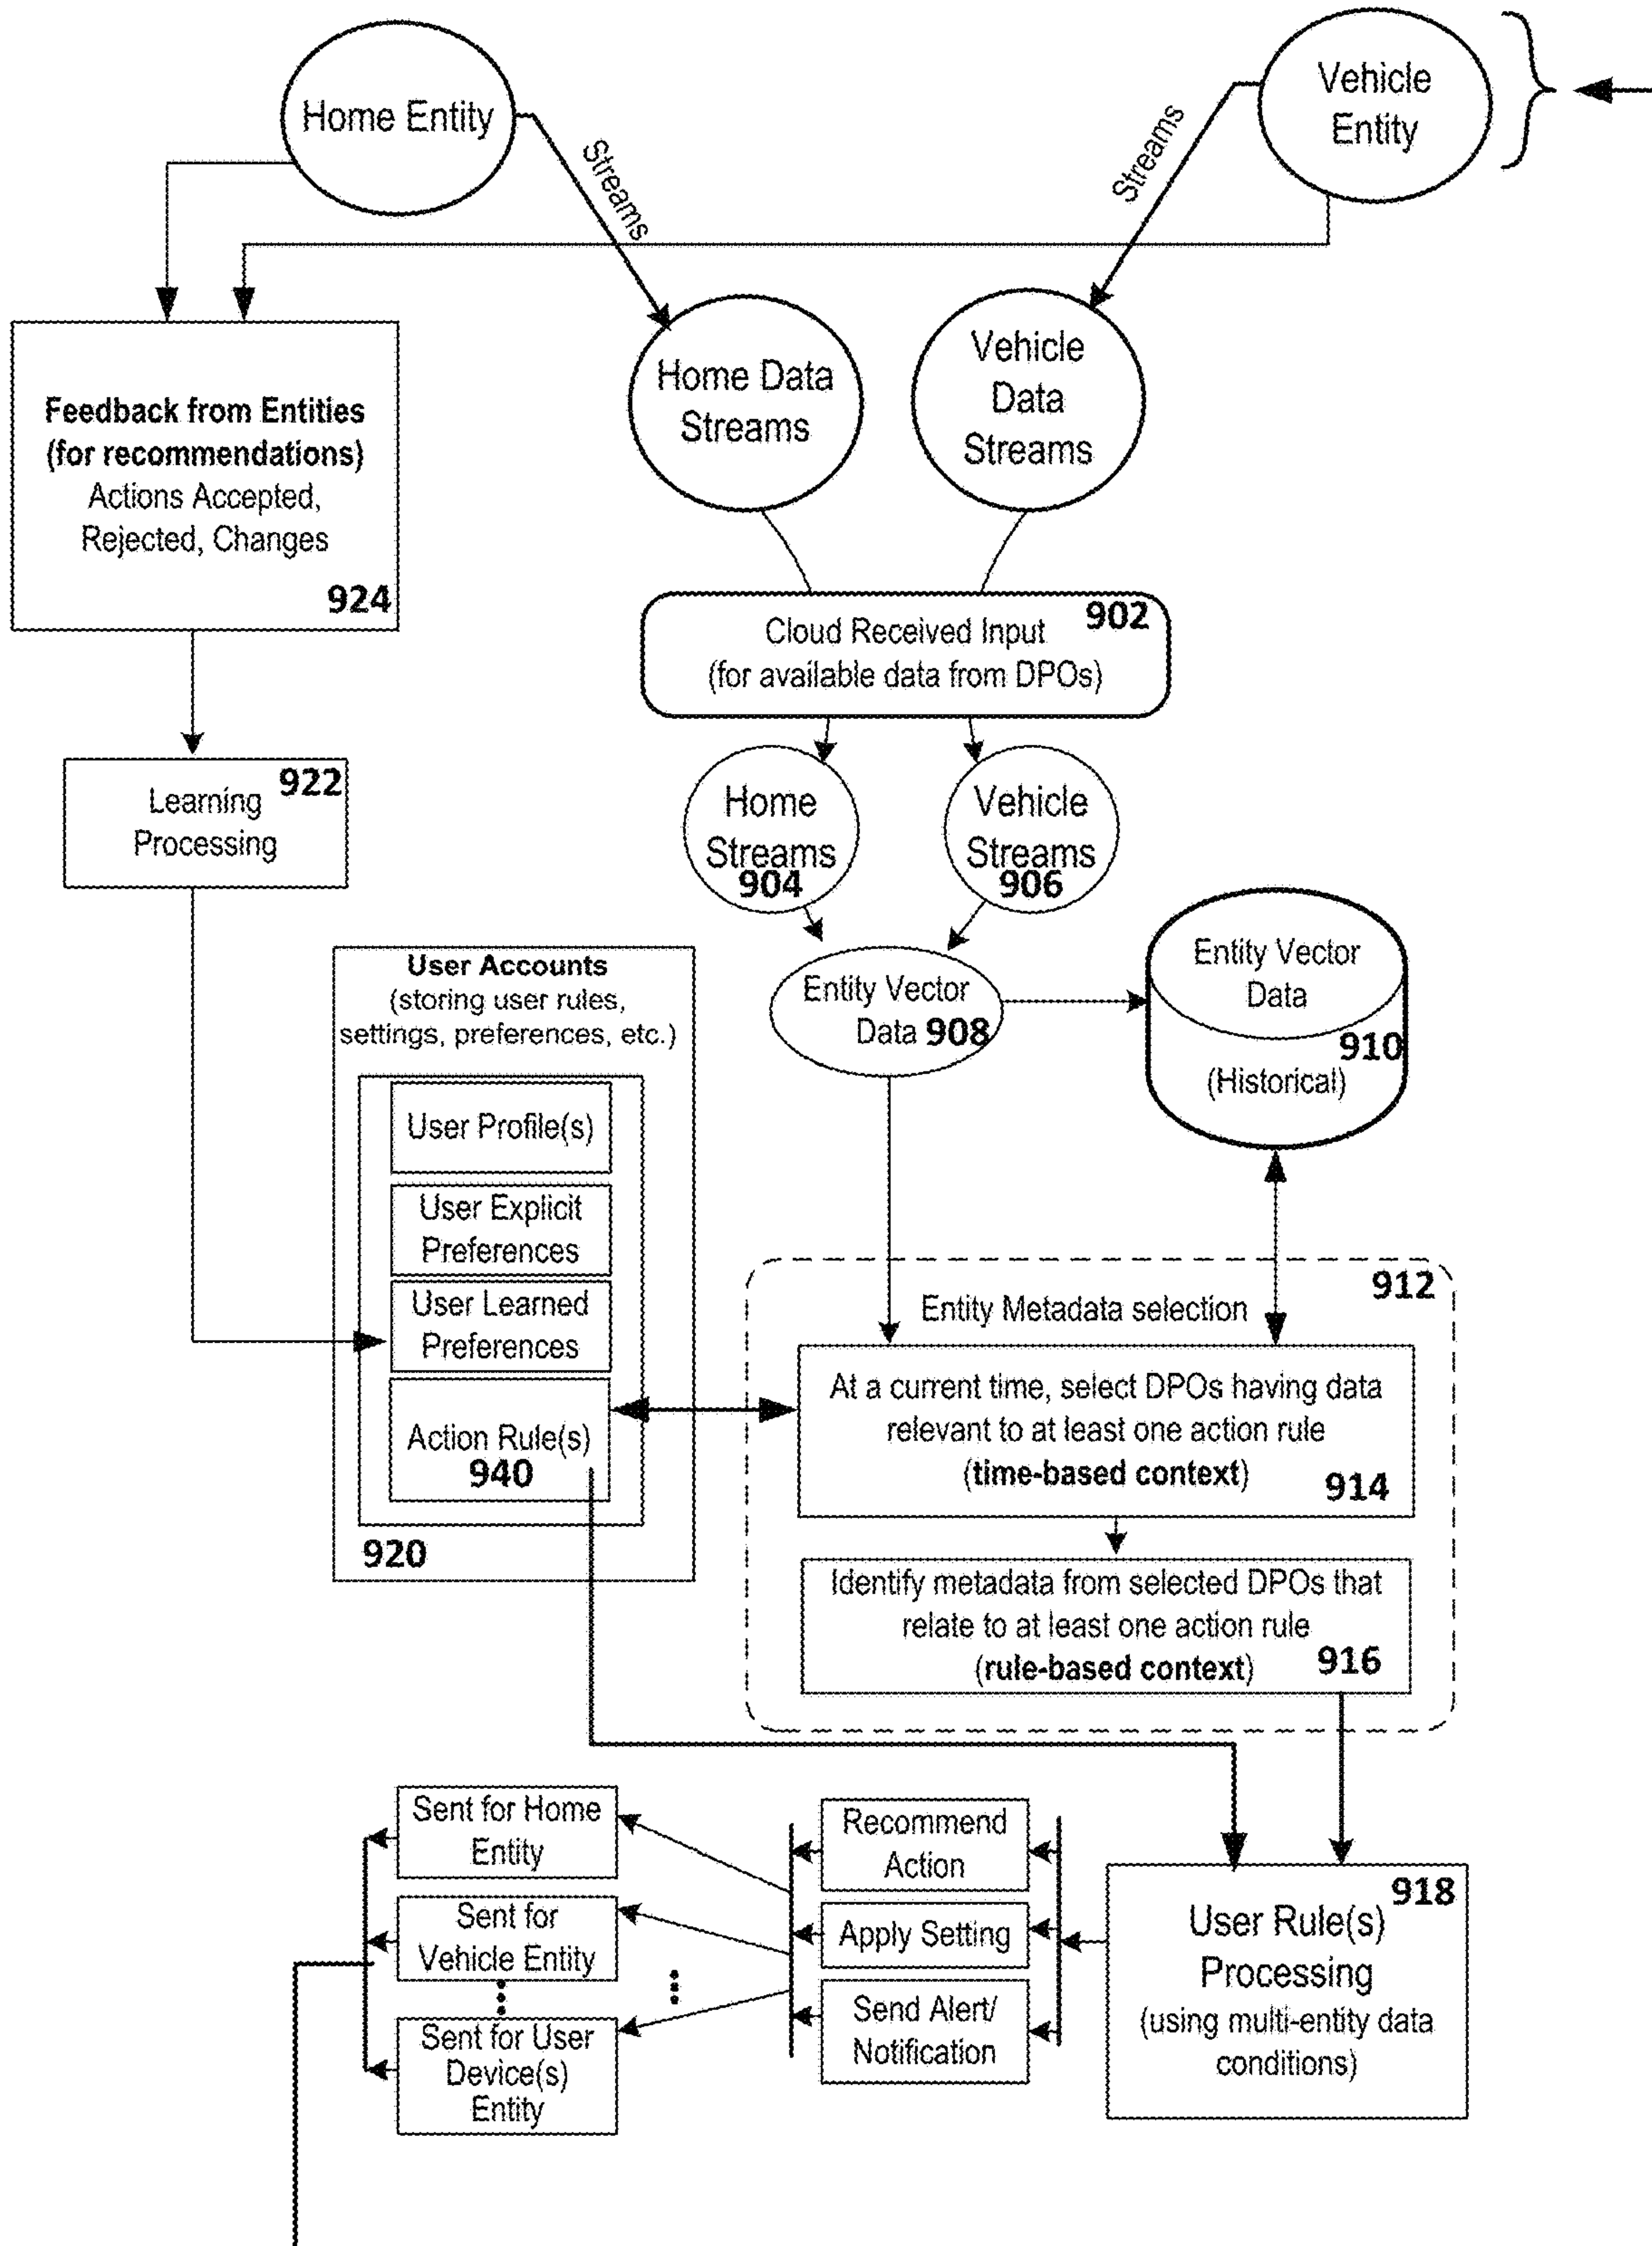 Home Entity
Vehicle
Entity
Streams
Streams
Feedback from Entities
(for recommendations)
Actions Accepted,
Rejected, Changes
924
Home Data
Streams
Vehicle
Data
Streams
902
Cloud Received Input
(for available data from DPOs)
922
Learning
Processing
Home
Streams
904
Vehicle
Streams
906
User Accounts
(storing user rules,
settings, preferences, etc.)
Entity Vector
Data 908
Entity Vector
Data
910
(Historical)
User Profile(s)
User Explicit
Preferences
User Learned
Preferences
Action Rule(s)
940
920
912
Entity Metadata selection
At a current time, select DPOs having data
relevant to at least one action rule
(time-based context)
914
Identify metadata from selected DPOs that
relate to at least one action rule
(rule-based context)
916
Sent for Home
Entity
Sent for
Vehicle Entity
Sent for User
Device(s)
Entity
Recommend
Action
Apply Setting
Send Alert/
Notification
918
User Rule(s)
Processing
(using multi-entity data
conditions)